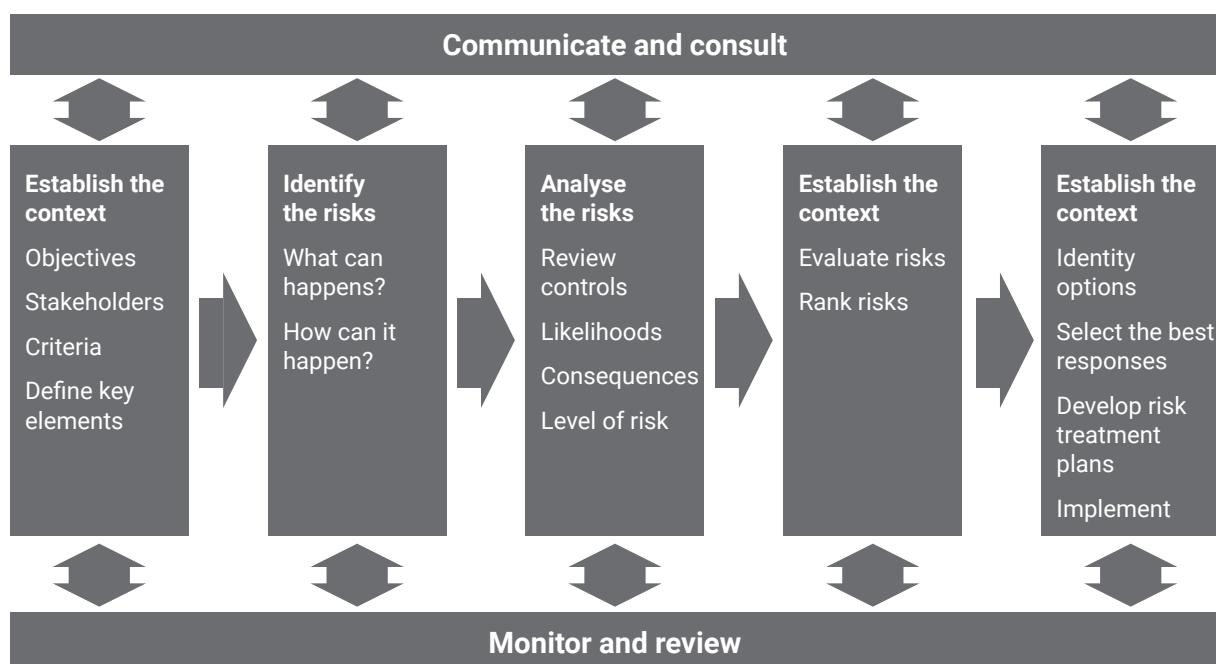 Communicate and consult
Establish the
context
Objectives
Stakeholders
Criteria
Define key
elements
Identify
the risks
What can
happens?
How can it
happen?
Analyse
the risks
Review
controls
Likelihoods
Consequences
Level of risk
Establish the
context
Evaluate risks
Rank risks
Establish the
context
Identity
options
Select the best
responses
Develop risk
treatment
plans
Implement
Monitor and review